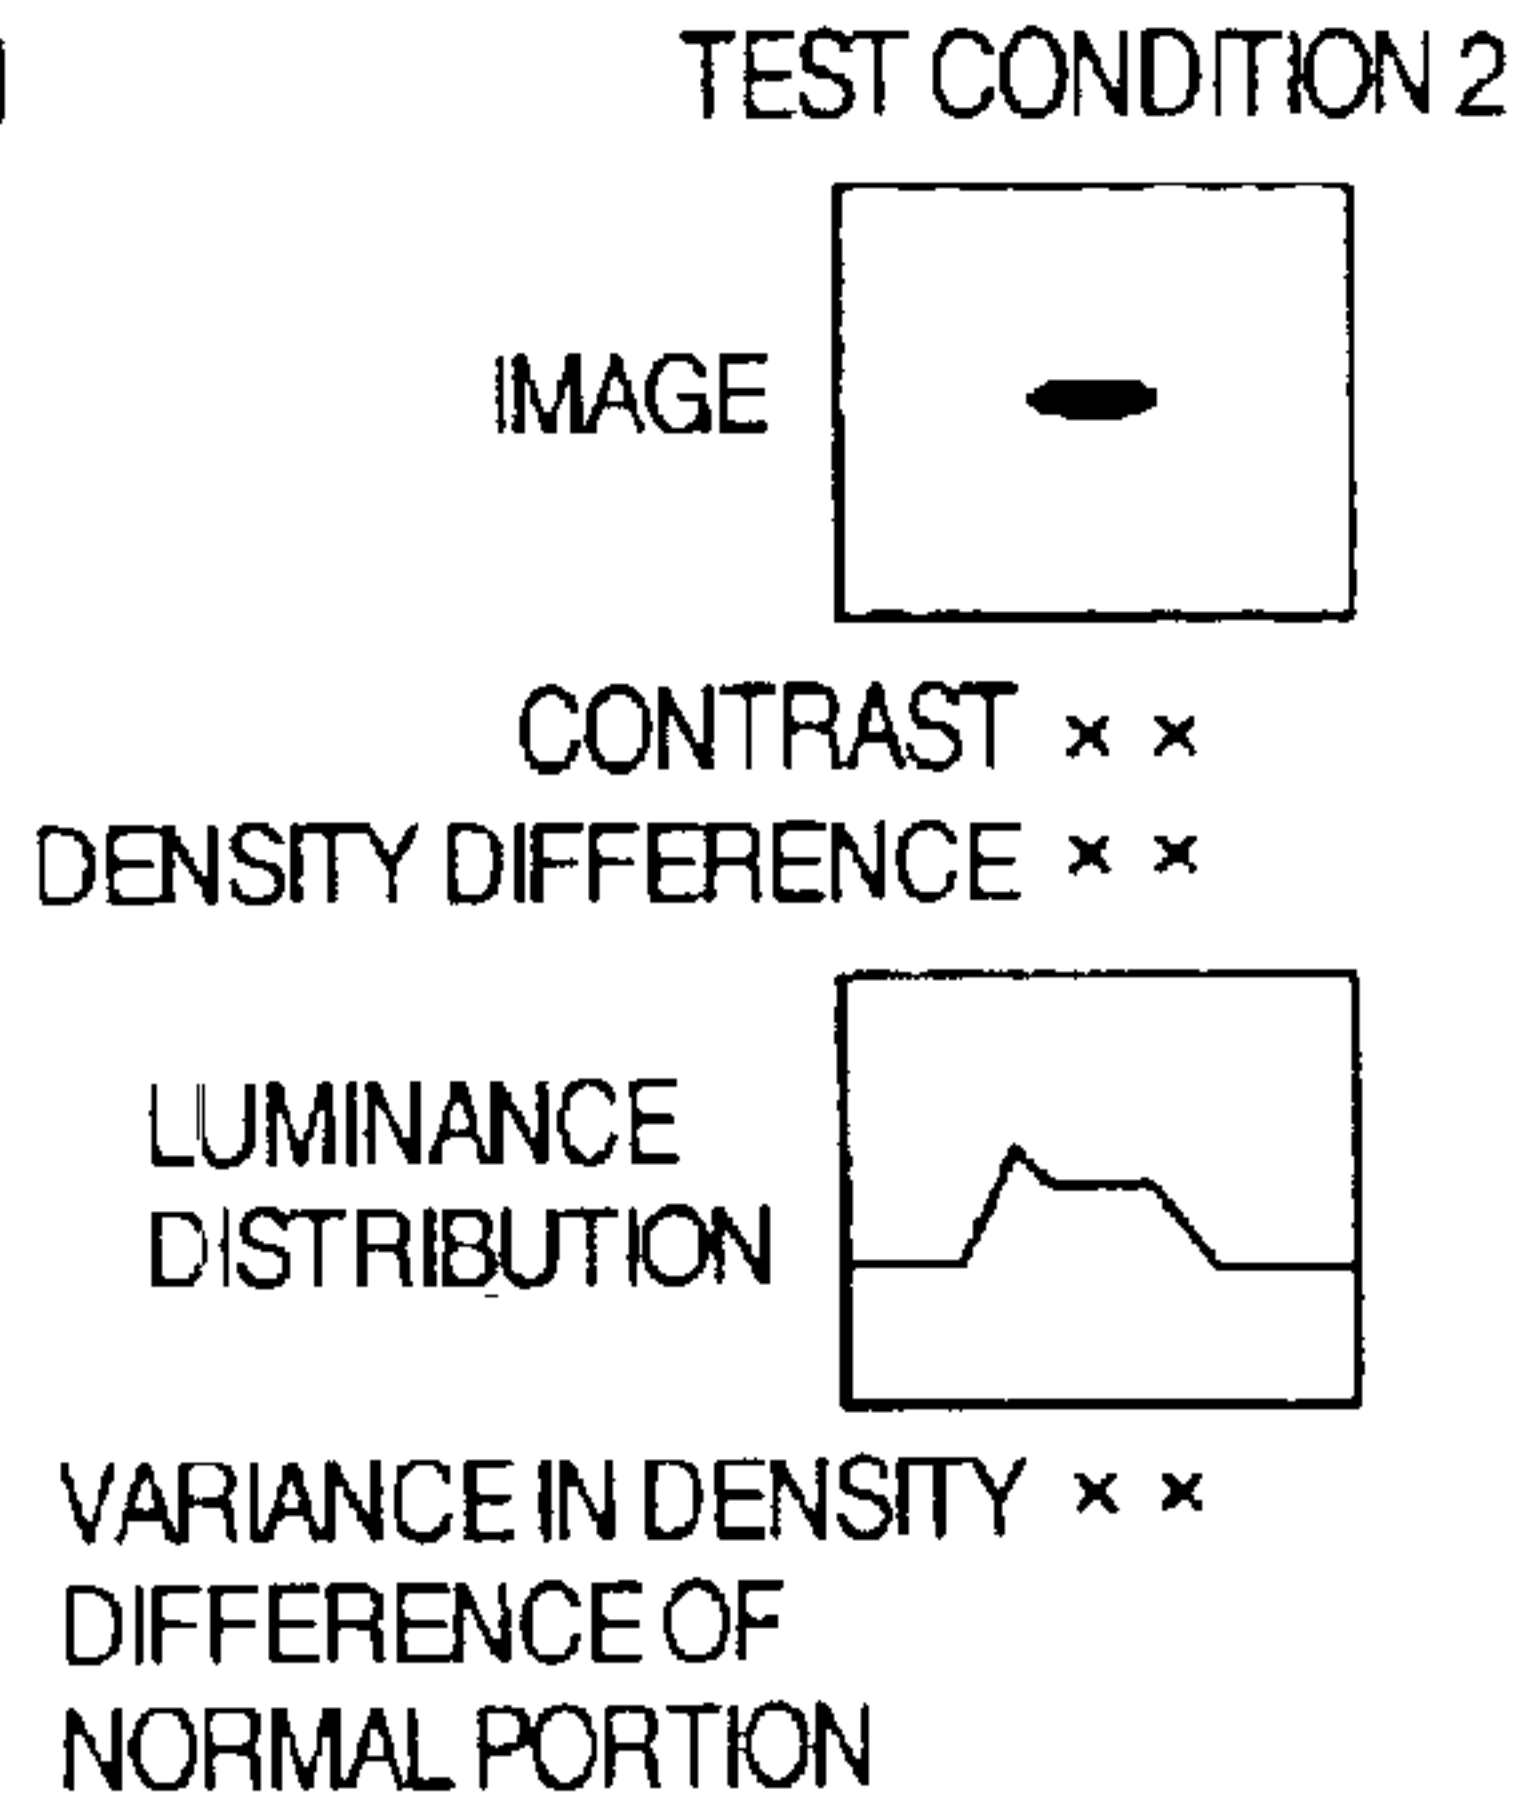 TEST CONDITION 2
IMAGE
CONTRAST × ×
DENSITY DIFFERENCE × ×
LUMINANCE
DISTRIBUTION
VARIANCE IN DENSITY × ×
DIFFERENCE OF
NORMAL PORTION